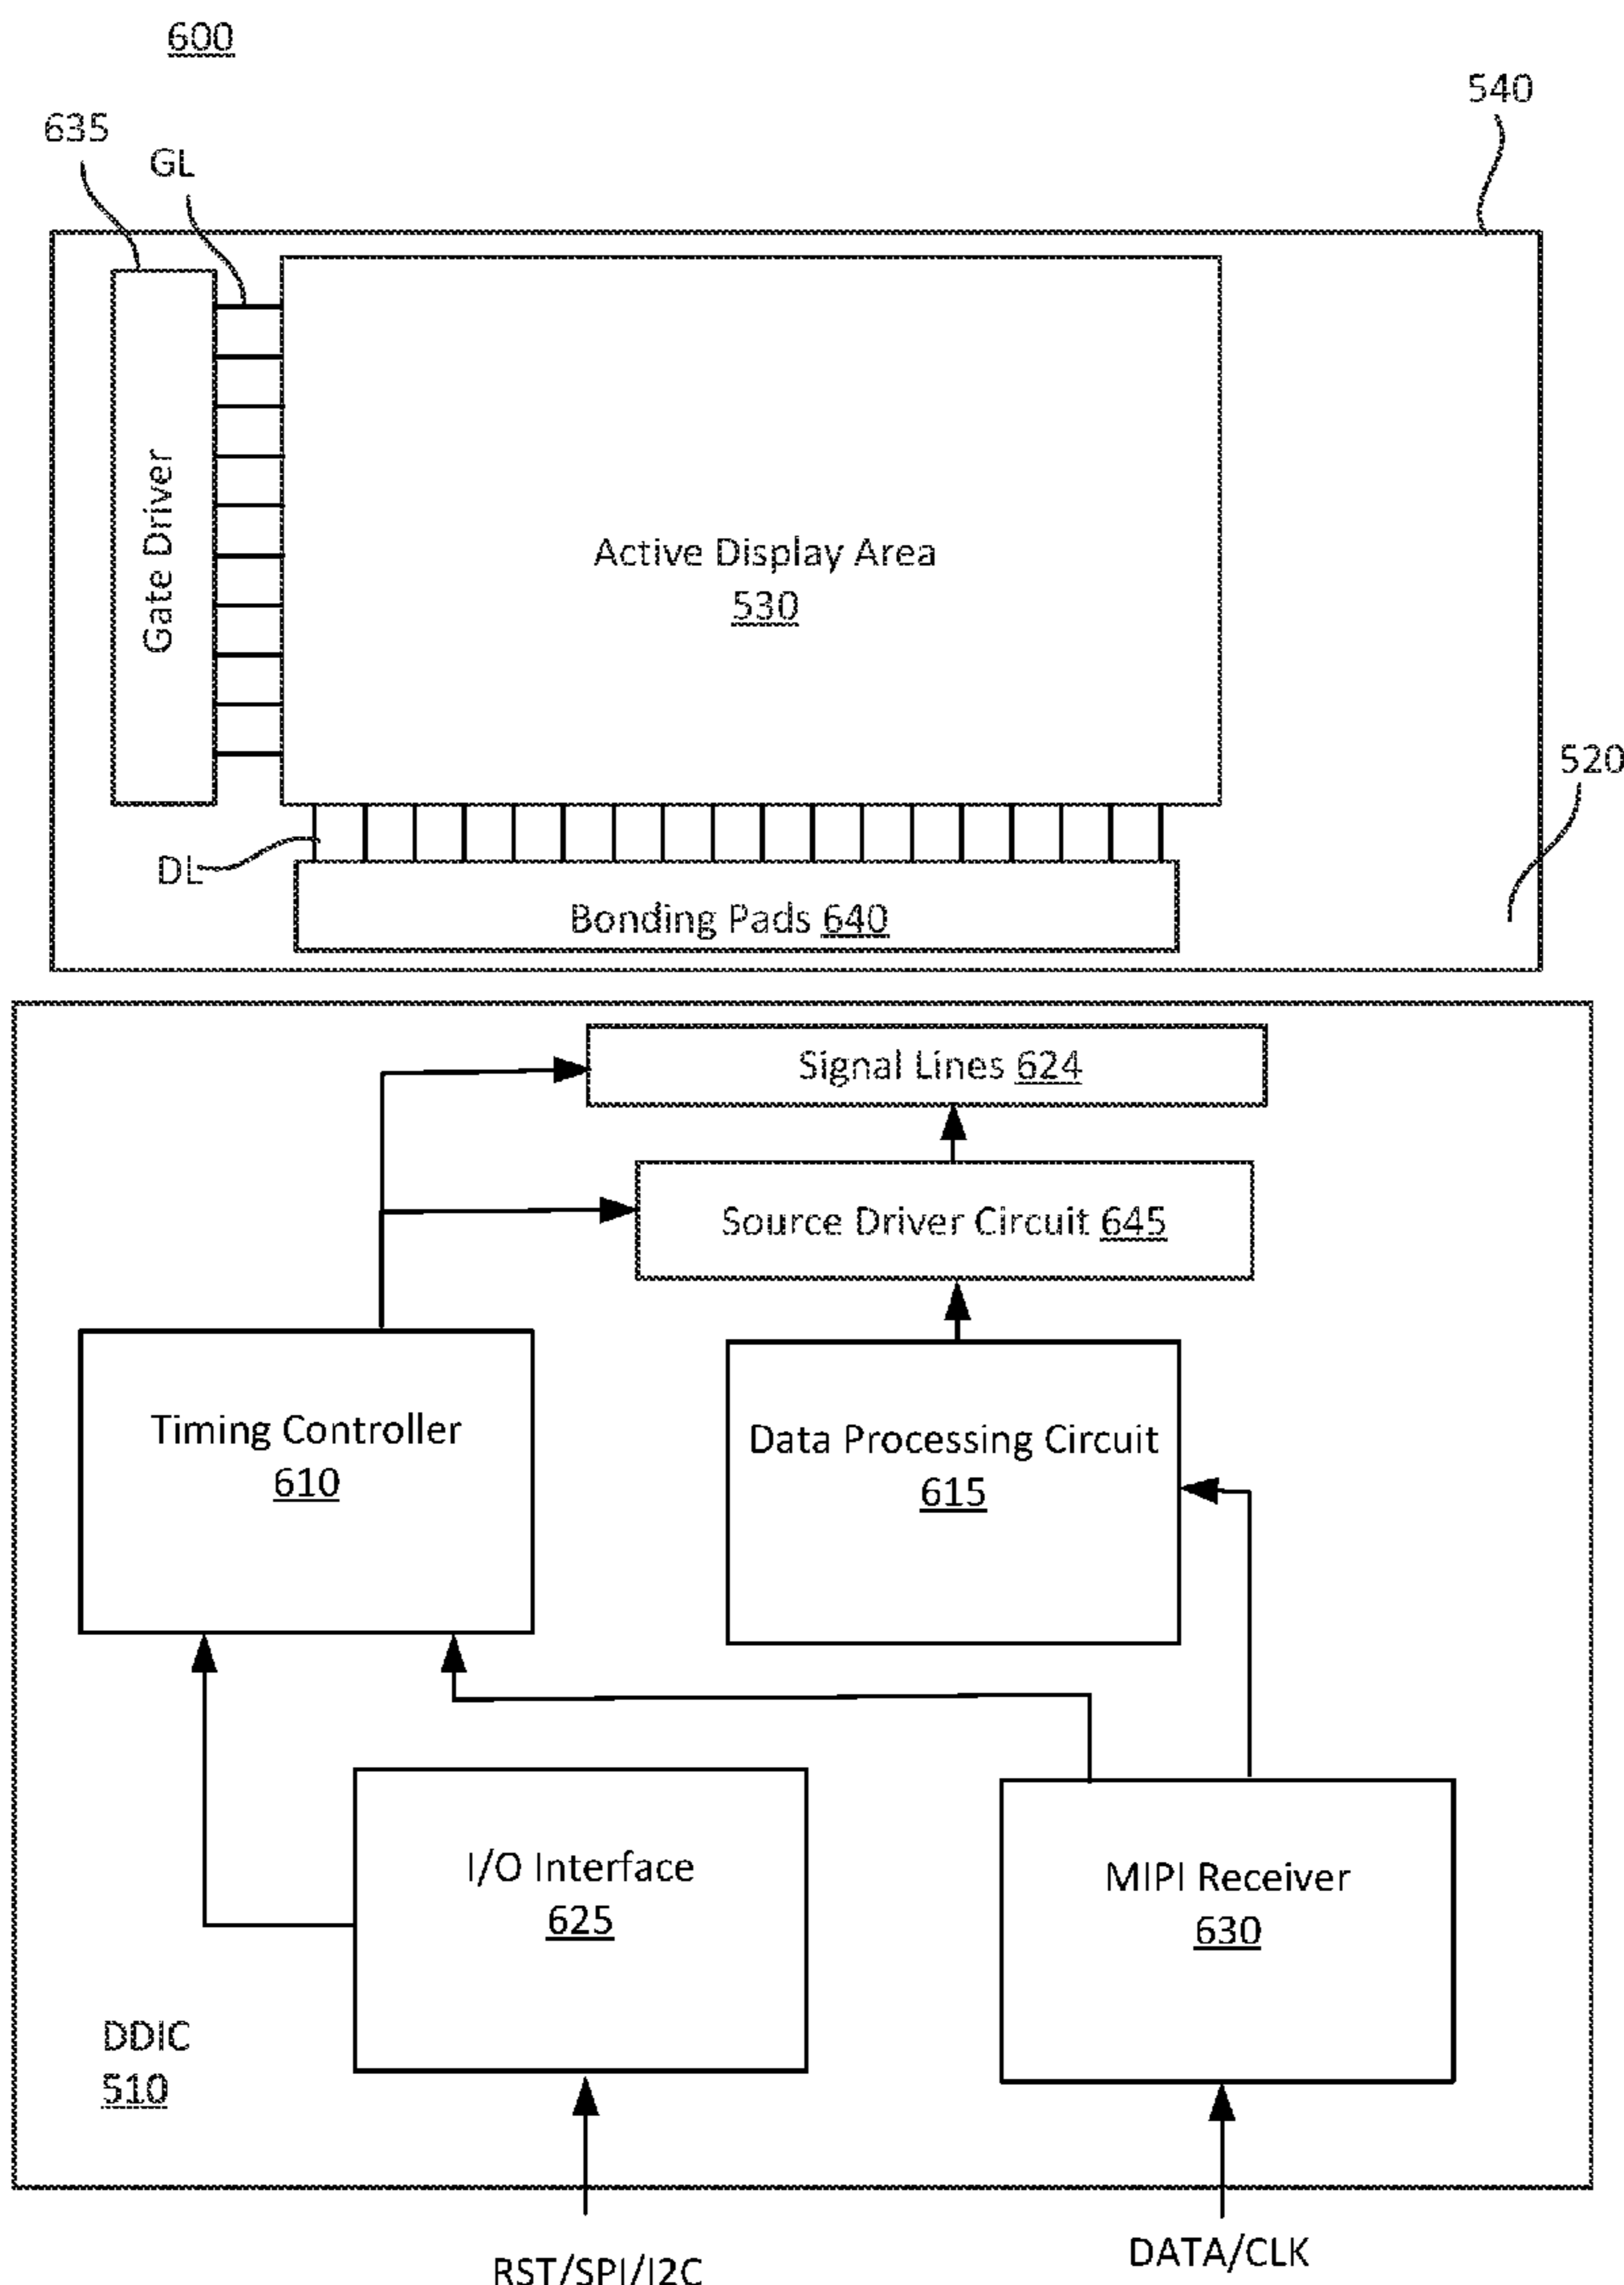 600
540
635
GL
Gate Driver
Active Display Area
530
520
DL
Bonding Pads 640
Signal Lines 624
Source Driver Circuit 645
Timing Controller
610
Data Processing Circuit
615
I/O Interface
625
MIPI Receiver
630
DDIC
510
RST/SPI/I2C
DATA/CLK